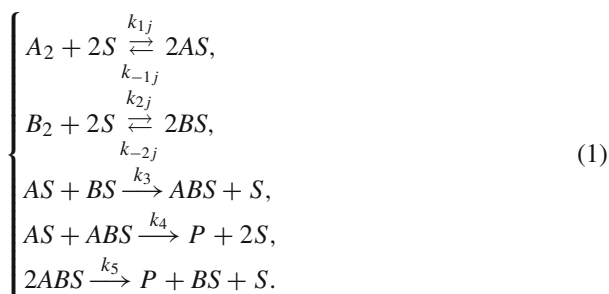 A₂ + 2S ⇄ 2AS, k₁ⱼ k₋₁ⱼ
B₂ + 2S ⇄ 2BS, k₂ⱼ k₋₂ⱼ
AS + BS —k₃→ ABS + S, (1)
AS + ABS —k₄→ P + 2S,
2ABS —k₅→ P + BS + S.